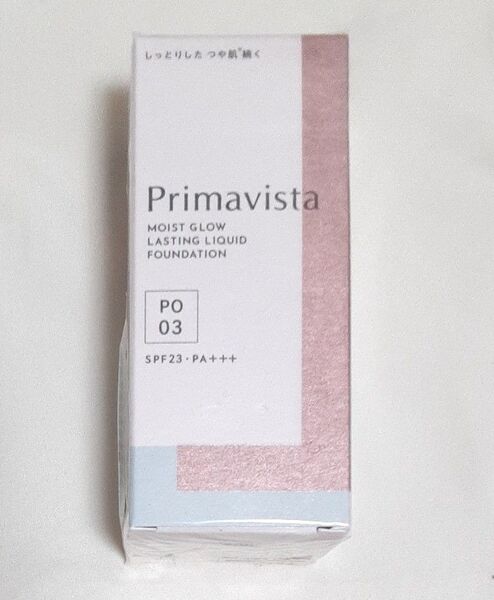 しっとりした つや肌*続く
Primavista
MOIST GLOW
LASTING LIQUID
FOUNDATION
PO
03
SPF23・PA+++